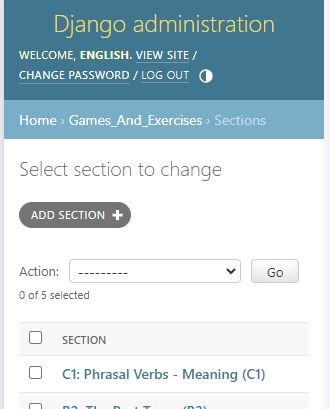 Django administration
WELCOME, ENGLISH. VIEW SITE /
CHANGE PASSWORD / LOG OUT
Home › Games_And_Exercises › Sections
Select section to change
ADD SECTION +
Action: --------- Go
0 of 5 selected
SECTION
C1: Phrasal Verbs - Meaning (C1)